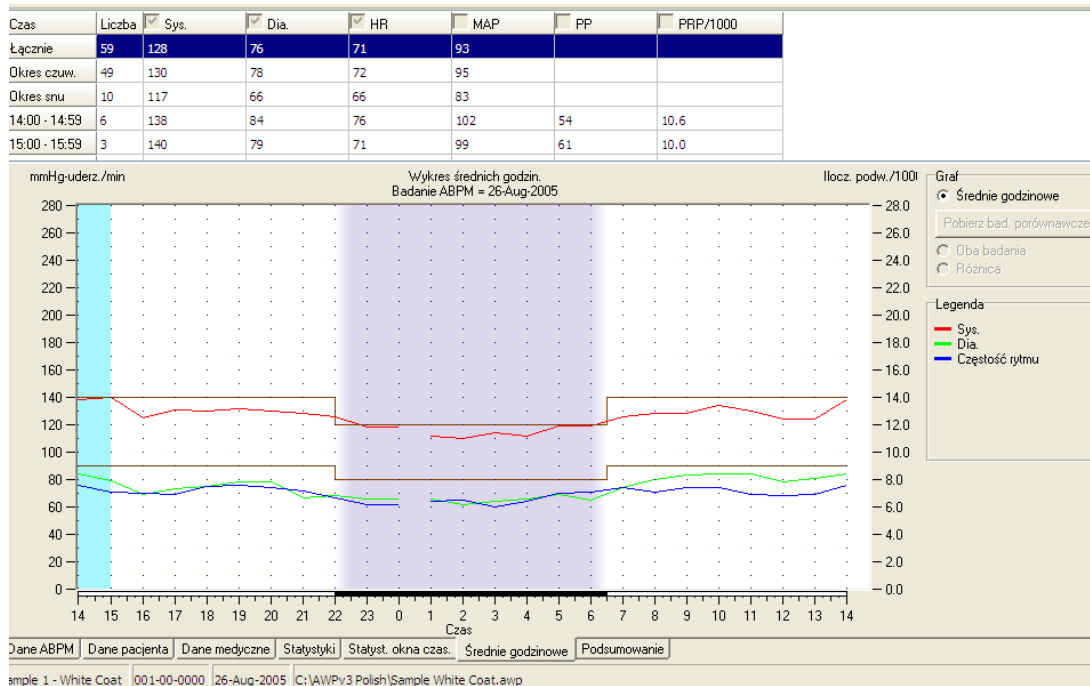 Czas Liczba Sys. Dia. HR MAP PP PRP/1000
Łącznie 59 128 76 71 93
Okres czuw. 49 130 78 72 95
Okres snu 10 117 66 66 83
14:00 - 14:59 6 138 84 76 102 54 10.6
15:00 - 15:59 3 140 79 71 99 61 10.0
mmHg-uderz./min Wykres średnich godzin. Ilocz. podw./100
Badanie ABPM = 26-Aug-2005
280 28.0
260 26.0
240 24.0
220 22.0
200 20.0
180 18.0
160 16.0
140 14.0
120 12.0
100 10.0
80 8.0
60 6.0
40 4.0
20 2.0
0 0.0
14 15 16 17 18 19 20 21 22 23 0 1 2 3 4 5 6 7 8 9 10 11 12 13 14
Czas
Graf
Średnie godzinowe
Pobierz bad. porównawcze
Oba badania
Różnica
Legenda
Sys.
Dia.
Częstość rytmu
Dane ABPM Dane pacjenta Dane medyczne Statystyki Statyst. okna czas. Średnie godzinowe Podsumowanie
ample 1 - White Coat 001-00-0000 26-Aug-2005 C:\AWPv3 Polish\Sample White Coat.awp